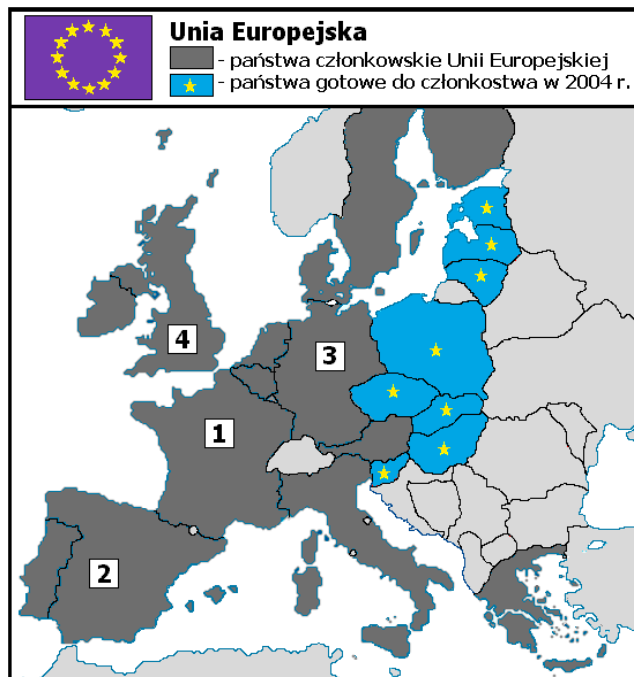 Unia Europejska
- państwa członkowskie Unii Europejskiej
- państwa gotowe do członkostwa w 2004 r.
4
3
1
2